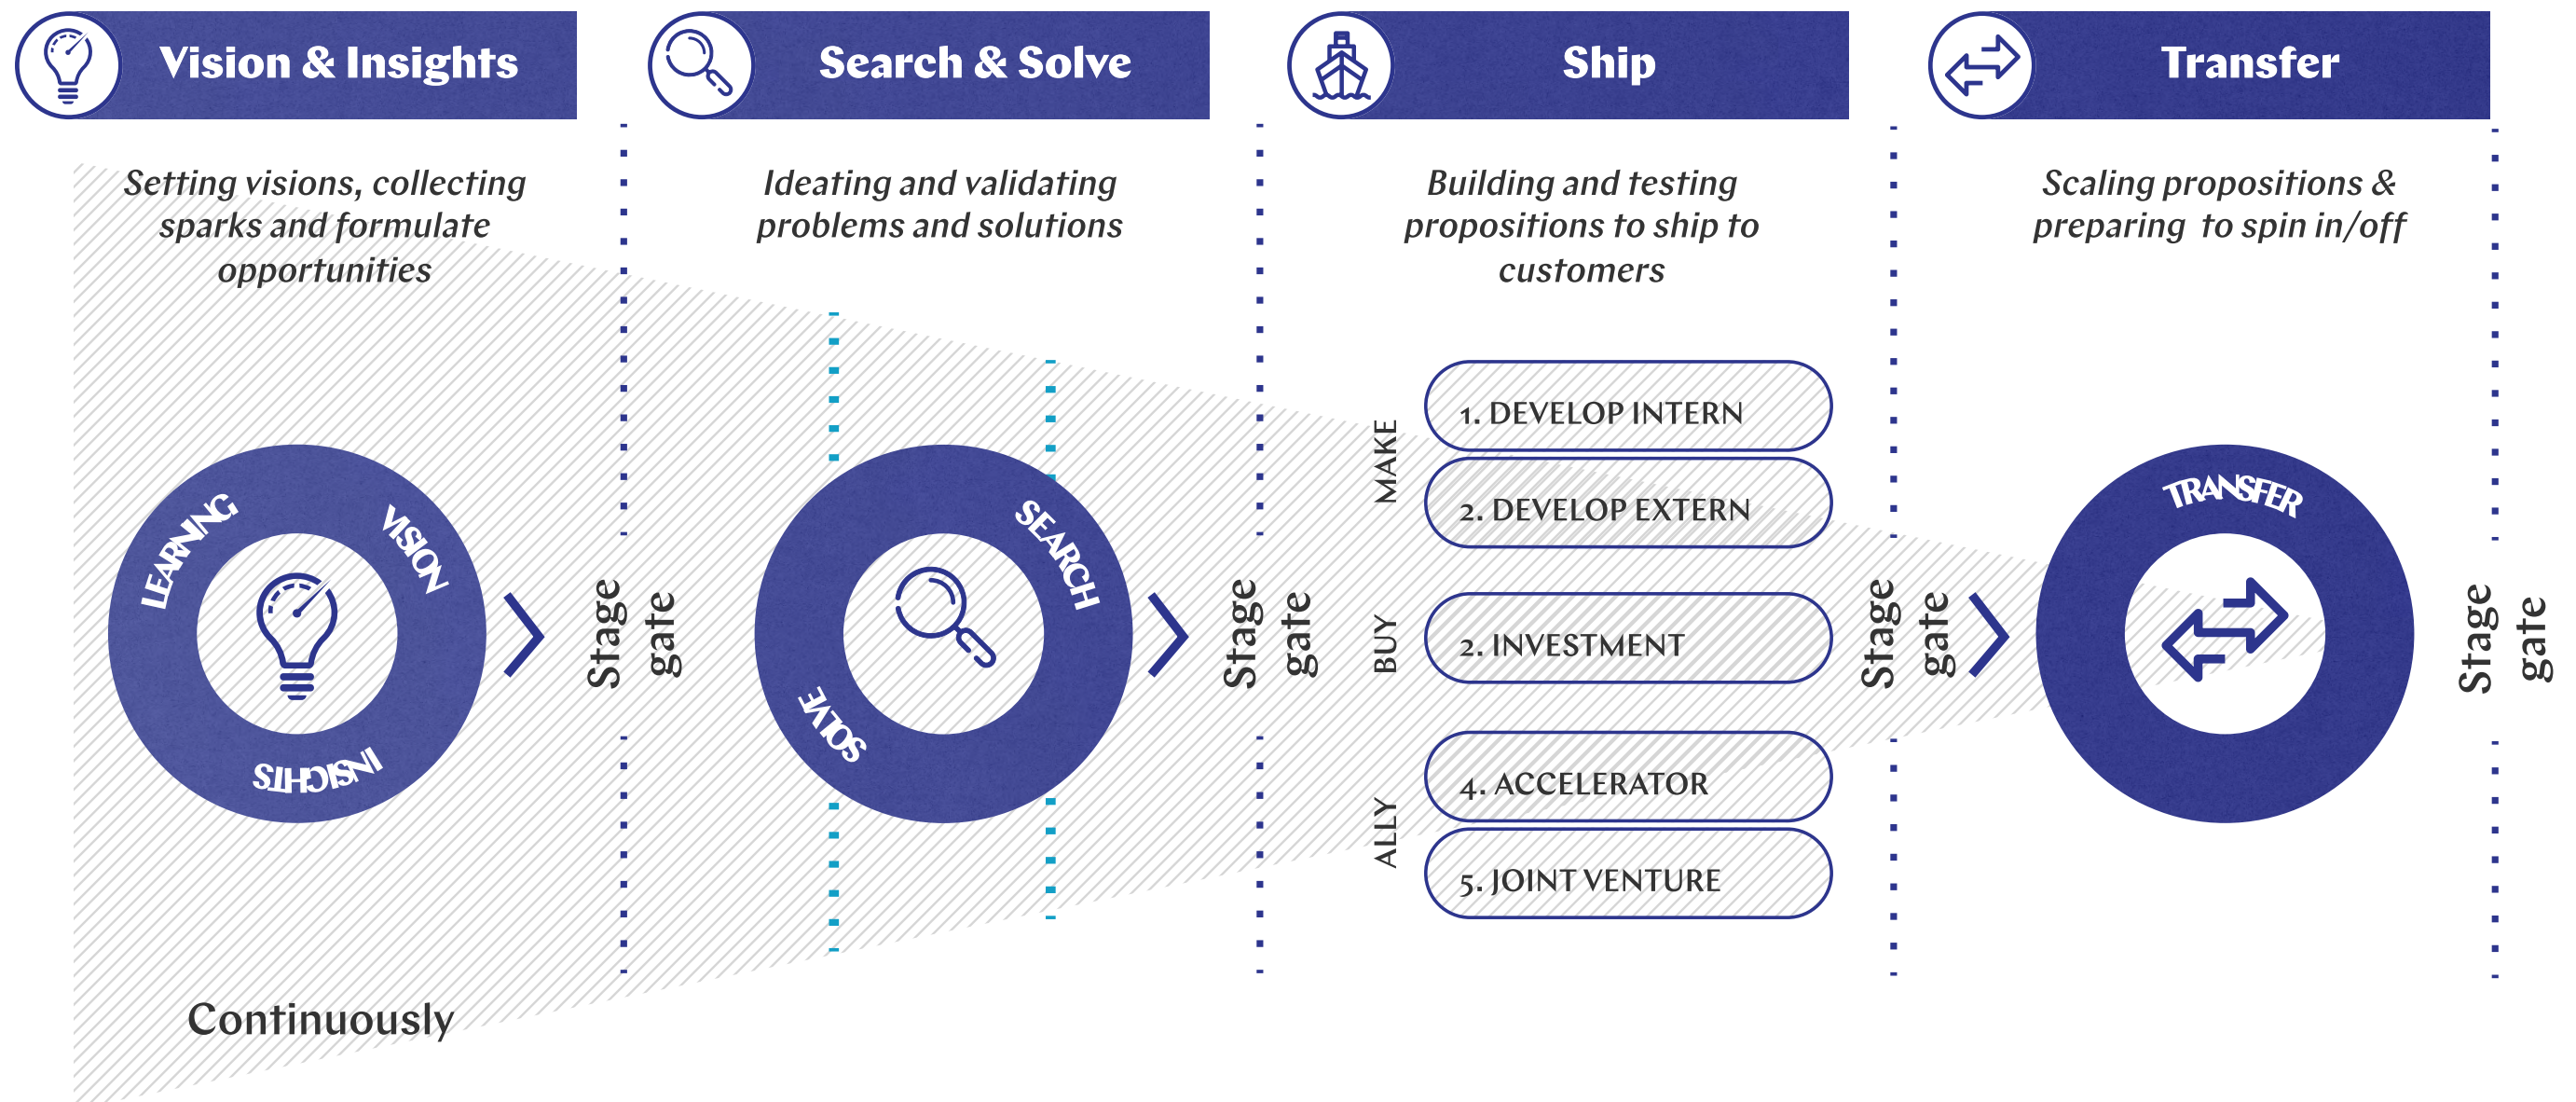 Vision & Insights
Search & Solve
Ship
Transfer
Setting visions, collecting
sparks and formulate
opportunities
Ideating and validating
problems and solutions
Building and testing
propositions to ship to
customers
Scaling propositions &
preparing to spin in/off
LEARNING
VISION
INSIGHTS
Stage
gate
SEARCH
SOLVE
Stage
gate
MAKE
1. DEVELOP INTERN
2. DEVELOP EXTERN
BUY
2. INVESTMENT
ALLY
4. ACCELERATOR
5. JOINT VENTURE
Stage
gate
TRANSFER
Stage
gate
Continuously